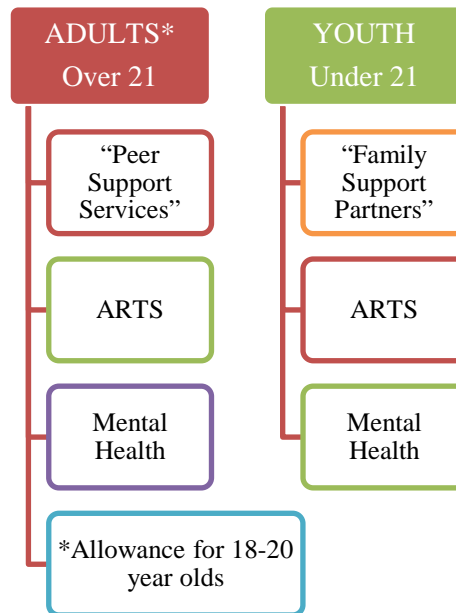 ADULTS*
Over 21
“Peer
Support
Services”
ARTS
Mental
Health
*Allowance for 18-20
year olds
YOUTH
Under 21
“Family
Support
Partners”
ARTS
Mental
Health